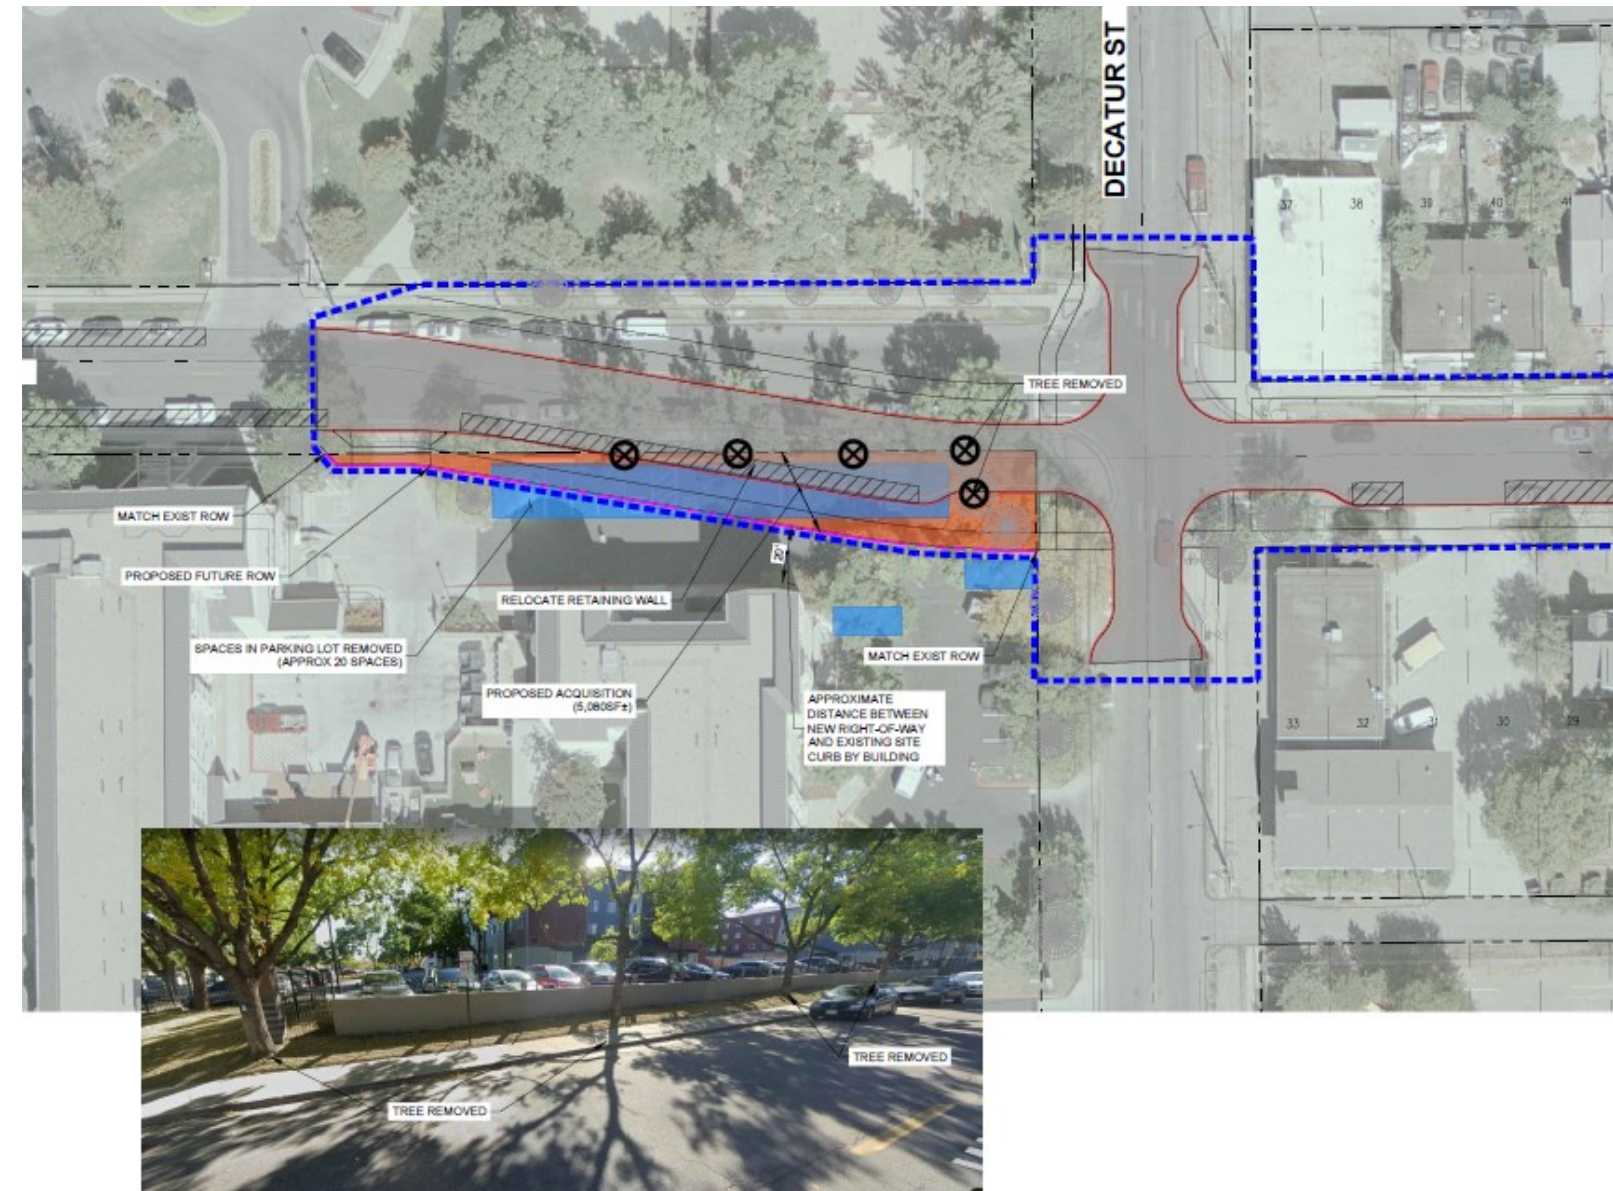 DECATUR ST
37
38
39
40
41
TREE REMOVED
MATCH EXIST ROW
PROPOSED FUTURE ROW
20'
RELOCATE RETAINING WALL
SPACES IN PARKING LOT REMOVED
(APPROX 20 SPACES)
MATCH EXIST ROW
PROPOSED ACQUISITION
(5,080SF±)
APPROXIMATE
DISTANCE BETWEEN
NEW RIGHT-OF-WAY
AND EXISTING SITE
CURB BY BUILDING
33
32
31
30
29
TREE REMOVED
TREE REMOVED